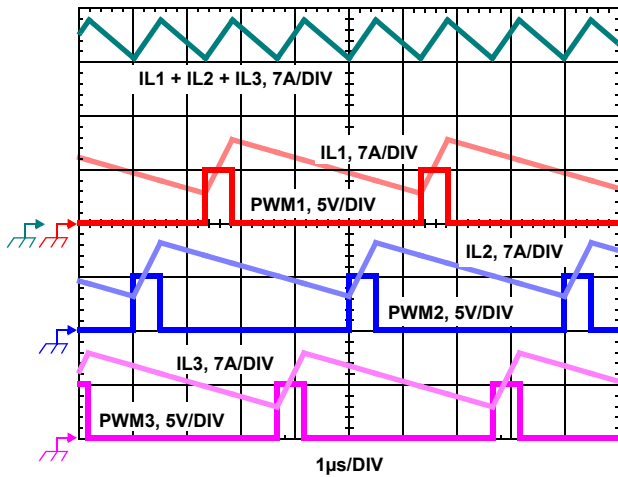 IL1 + IL2 + IL3, 7A/DIV
IL1, 7A/DIV
PWM1, 5V/DIV
IL2, 7A/DIV
PWM2, 5V/DIV
IL3, 7A/DIV
PWM3, 5V/DIV
1µs/DIV